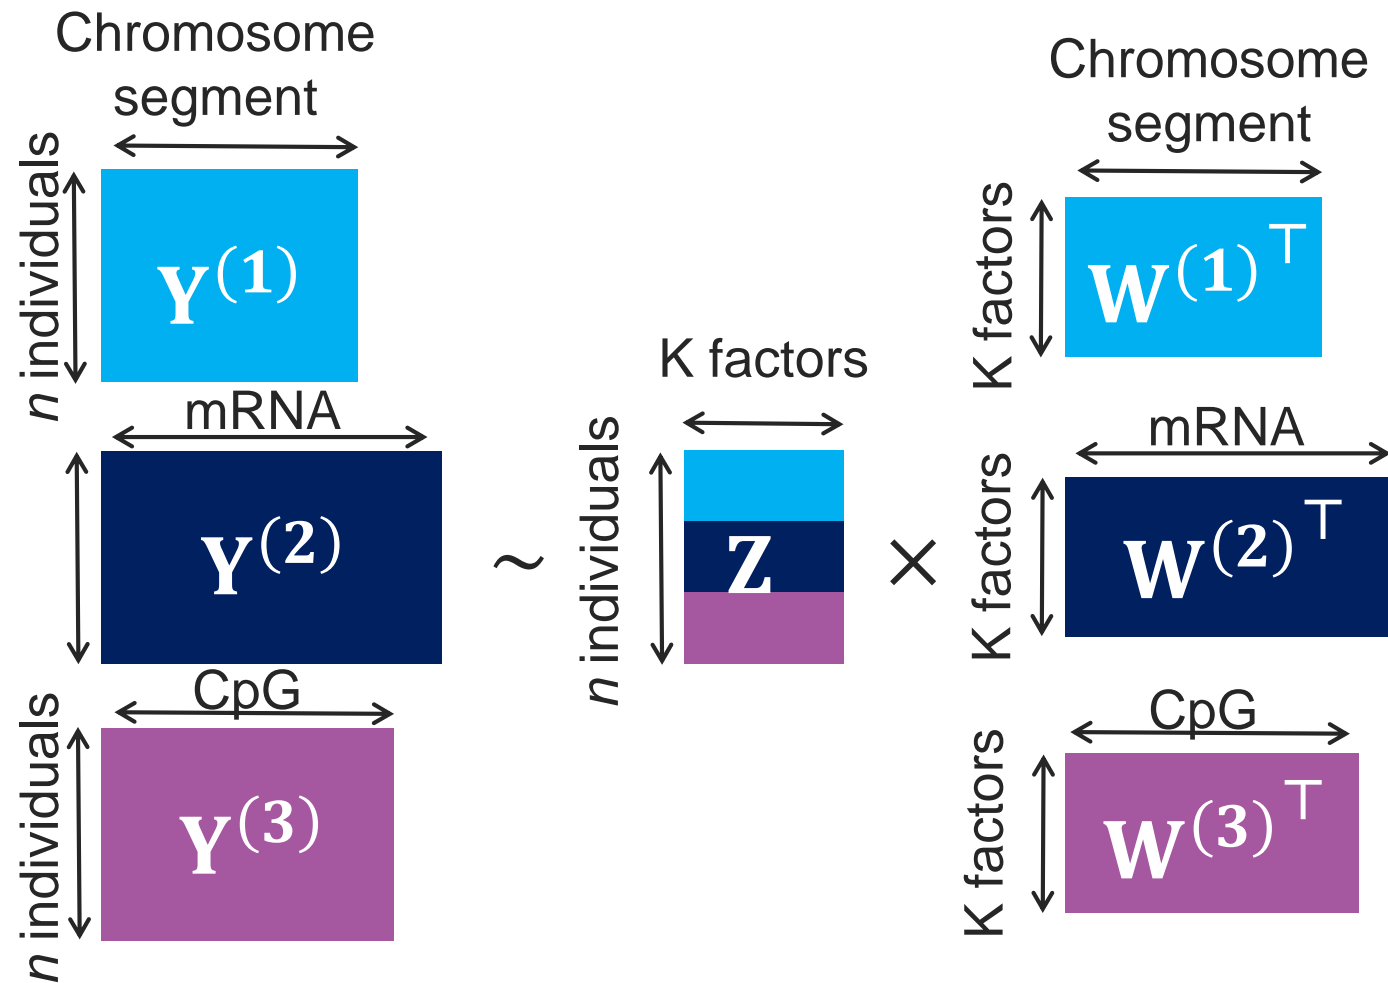 Chromosome
segment
n individuals
Y(1)
mRNA
Y(2)
CpG
n individuals
Y(3)
~
K factors
n individuals
Z
×
Chromosome
segment
K factors
W(1)⊤
mRNA
K factors
W(2)⊤
CpG
K factors
W(3)⊤